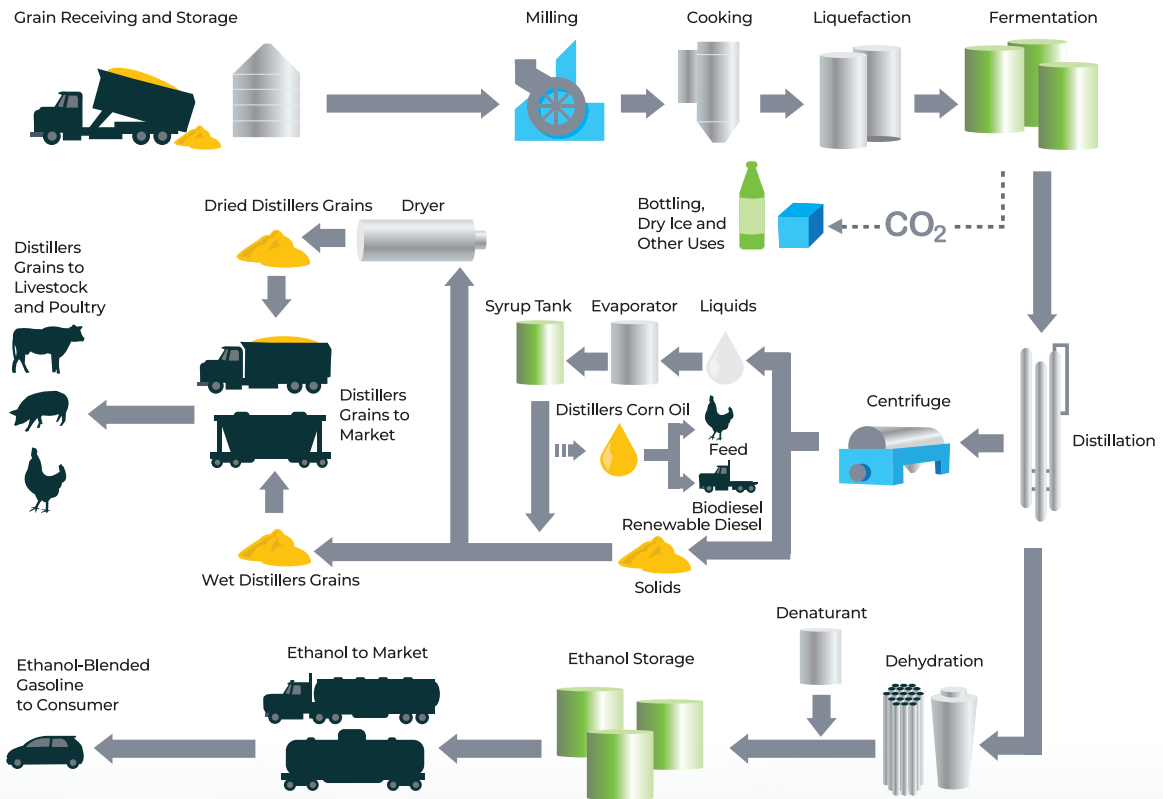 Grain Receiving and Storage
Milling
Cooking
Liquefaction
Fermentation
Bottling,
Dry Ice and
Other Uses
CO2
Dried Distillers Grains
Dryer
Distillers
Grains to
Livestock
and Poultry
Syrup Tank
Evaporator
Liquids
Distillers
Grains to
Market
Distillers Corn Oil
Feed
Biodiesel
Renewable Diesel
Centrifuge
Distillation
Wet Distillers Grains
Solids
Denaturant
Ethanol-Blended
Gasoline
to Consumer
Ethanol to Market
Ethanol Storage
Dehydration